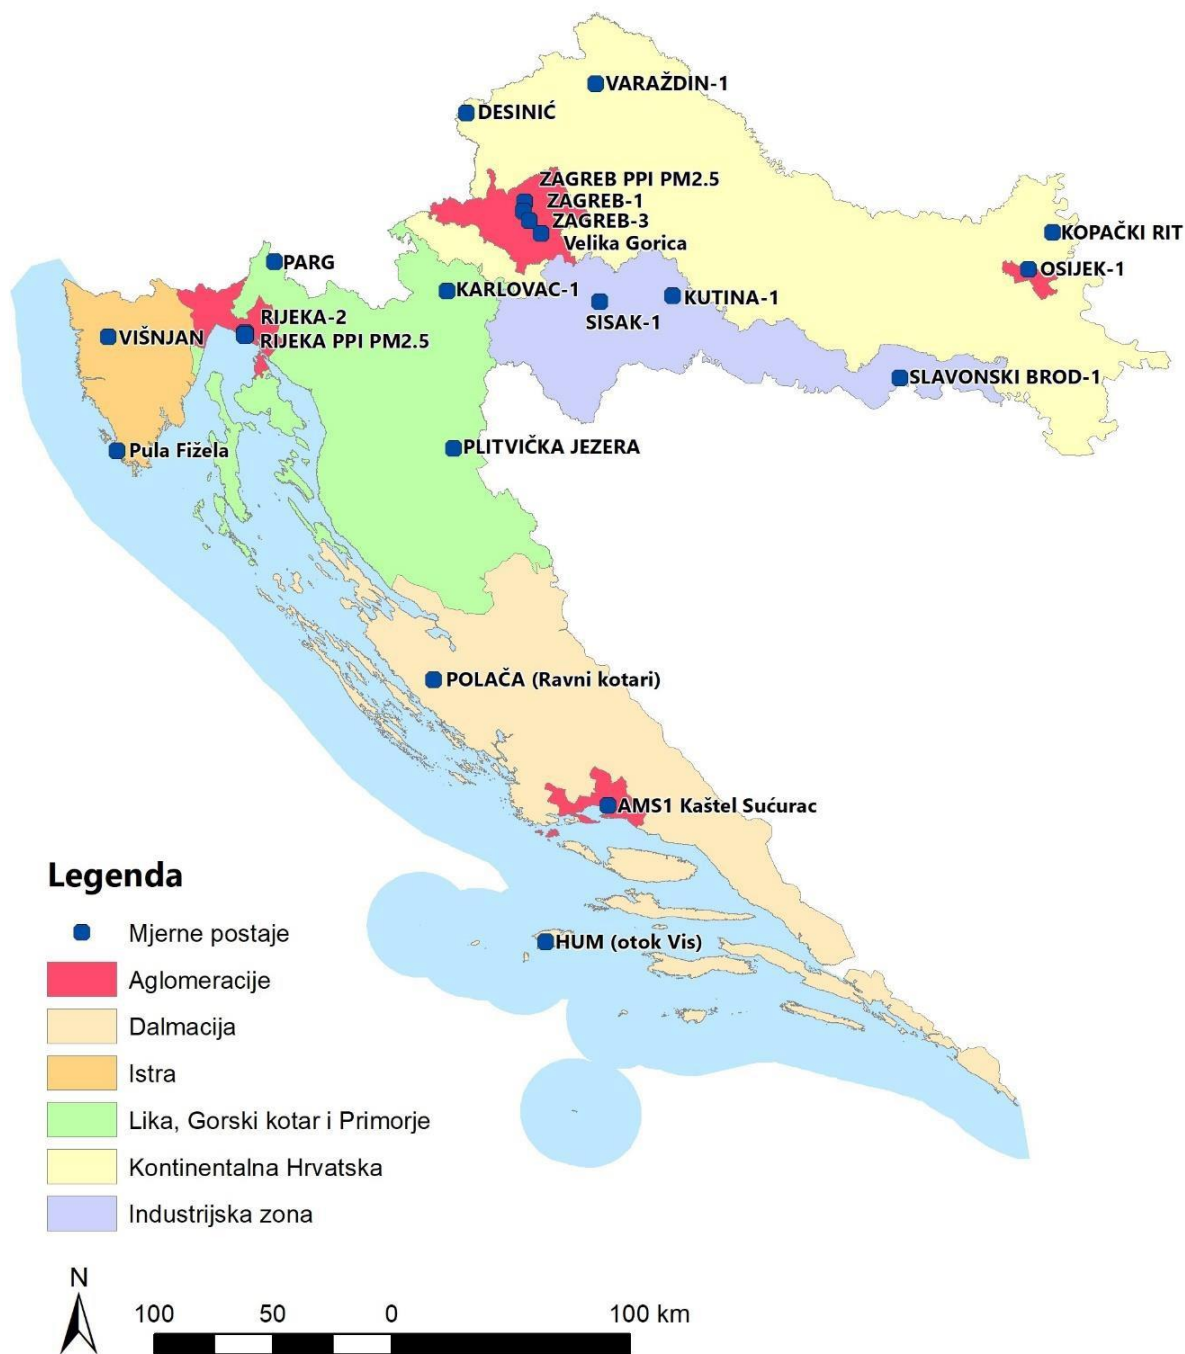 VARAŽDIN-1
DESINIĆ
ZAGREB PPI PM2.5
ZAGREB-1
ZAGREB-3
Velika Gorica
KOPAČKI RIT
OSIJEK-1
PARG
KARLOVAC-1
KUTINA-1
SISAK-1
RIJEKA-2
RIJEKA PPI PM2.5
VIŠNJAN
SLAVONSKI BROD-1
Pula Fižela
PLITVIČKA JEZERA
POLAČA (Ravni kotari)
AMS1 Kaštel Sućurac
HUM (otok Vis)
Legenda
Mjerne postaje
Aglomeracije
Dalmacija
Istra
Lika, Gorski kotar i Primorje
Kontinentalna Hrvatska
Industrijska zona
N
100 50 0 100 km